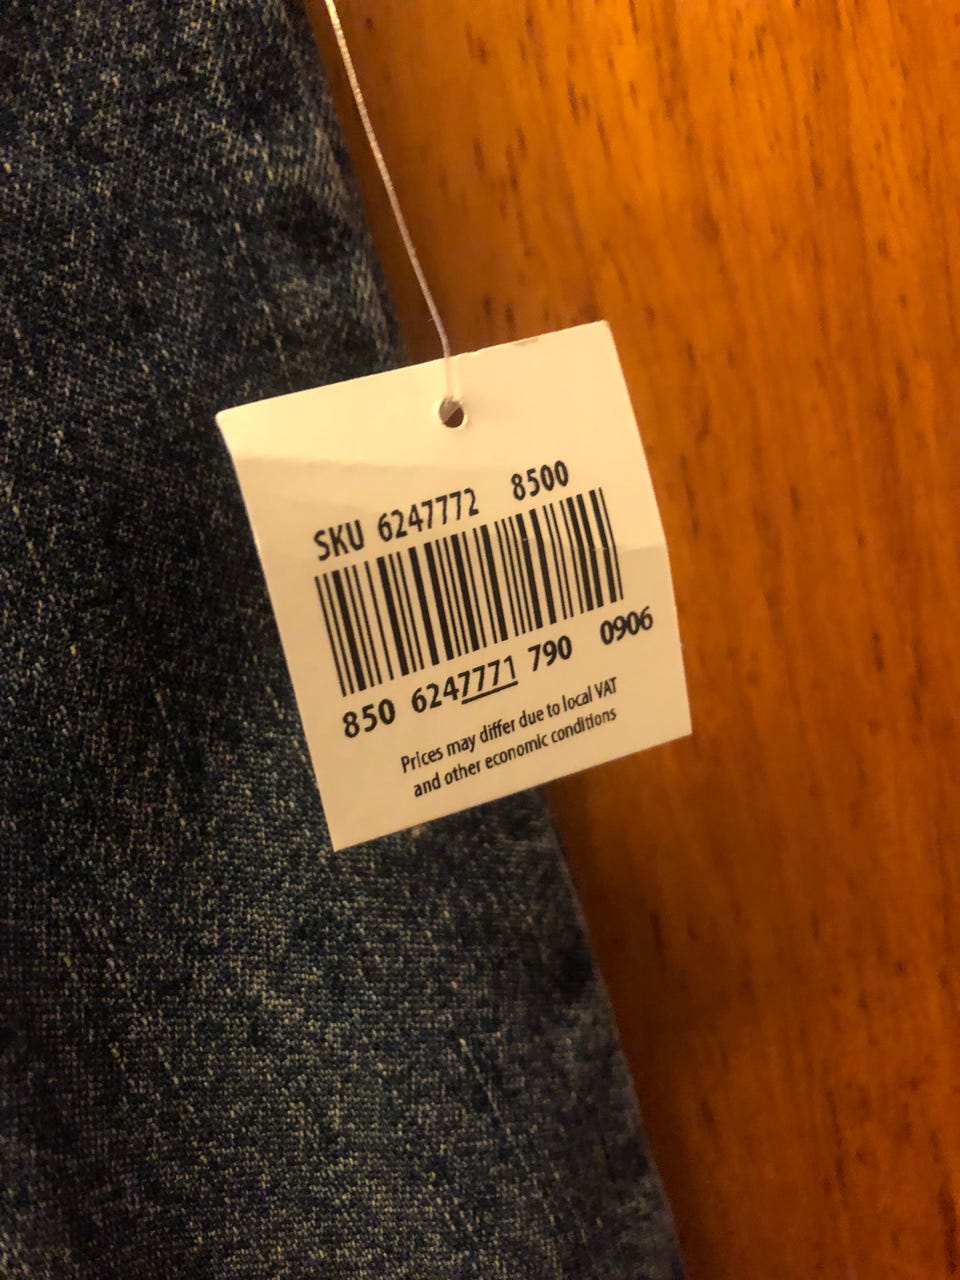 SKU 6247772 8500
850 6247771 790 0906
Prices may differ due to local VAT
and other economic conditions